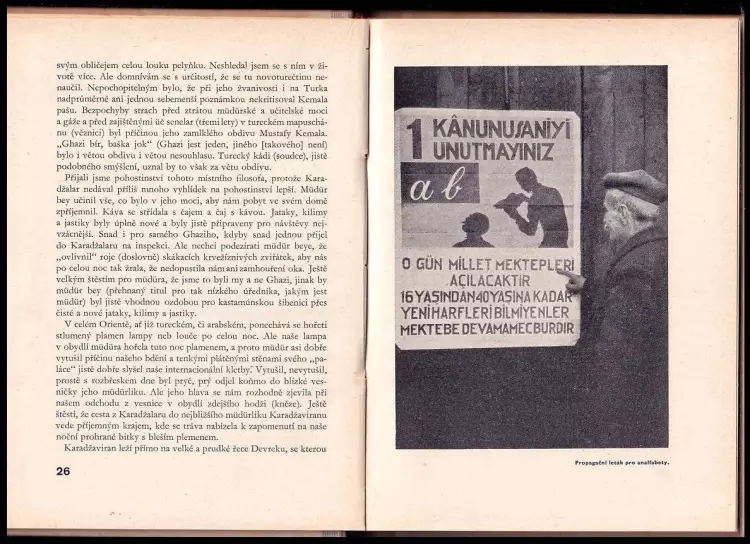 svým obličejem celou louku pelyňku. Neshledal jsem se s ním v ži-
votě více. Ale domnívám se s určitostí, že se tu novoturečtinu ne-
naučil. Nepochopitelným bylo, že při jeho žvanivosti i na Turka
nadprůměrné ani jednou sebemenší poznámkou nekritisoval Kemala
pašu. Bezpochyby strach před ztrátou müdürské a učitelské moci
a gáže a před zajištěnými üč senelar (třemi lety) v tureckém mapuschá-
nu (věznici) byl příčinou jeho zamlklého obdivu Mustafy Kemala.
„Ghazi bír, baška jok“ (Ghazi jest jeden, jiného [takového] není)
bylo i větou obdivu i větou nesouhlasu. Turecký kádi (soudce), jistě
podobného smýšlení, uznal by to však za větu obdivu.
Přijali jsme pohostinství tohoto místního filosofa, protože Kara-
džalar nedával příliš mnoho vyhlídek na pohostinství lepší. Müdür
bey učinil vše, co bylo v jeho moci, aby nám pobyt ve svém domě
zpříjemnil. Káva se střídala s čajem a čaj s kávou. Jataky, kilimy
a jastiky byly úplně nové a byly jistě připraveny pro návštěvy nej-
vzácnější. Snad i pro samého Ghaziho, kdyby snad jednou přijel
do Karadžalaru na inspekci. Ale nechci podezírati müdür beye, že
„ovlivnil“ roje (doslovně) skákacích krvežíznivých zvířátek, aby nás
po celou noc tak žrala, že nedopustila nám ani zamhouření oka. Ještě
velkým štěstím pro müdüra, že jsme to byli my a ne Ghazi, jinak by
müdür bey (přehnaný titul pro tak nízkého úředníka, jakým jest
müdür) byl jistě vhodnou ozdobou pro kastamúnskou šibenici přes
čisté a nové jataky, kilimy a jastiky.
V celém Orientě, ať již tureckém, či arabském, ponechává se hořeti
stlumený plamen lampy neb louče po celou noc. Ale naše lampa
v obydlí müdüra hořela tuto noc plamenem, a proto müdür asi dobře
vytušil příčinu našeho bdění a tenkými plátěnými stěnami svého „pa-
láce“ jistě dobře slyšel naše internacionální kletby. Vytušil, nevytušil,
prostě s rozbřeskem dne byl pryč, prý odjel koňmo do blízké ves-
ničky jeho müdürliku. Ale jeho hlava se nám rozhodně zjevila při
našem odchodu z vesnice v obydlí zdejšího hodži (kněze). Ještě
štěstí, že cesta z Karadžalaru do nejbližšího müdürliku Karadžaviranu
vede příjemným krajem, kde se tráva nabízela k zapomenutí na naše
noční prohrané bitky s bleším plemenem.
Karadžaviran leží přímo na velké a prudké řece Devreku, se kterou
26
1 KÂNUNUSANİYİ
UNUTMAYINIZ
a b
O GÜN MİLLET MEKTEPLERİ
AÇILACAKTIR
16 YAŞINDAN 40 YAŞINA KADAR
YENİ HARFLERİ BİLMİYENLER
MEKTEBE DEVAMA MECBURDIR
Propagační leták pro analfabety.